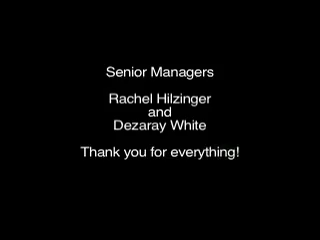 Senior Managers
Rachel Hilzinger
and
Dezaray White
Thank you for everything!